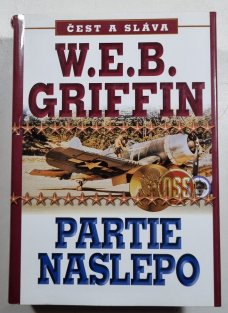 ČEST A SLÁVA
W.E.B.
GRIFFIN
OSS
PARTIE
NASLEPO